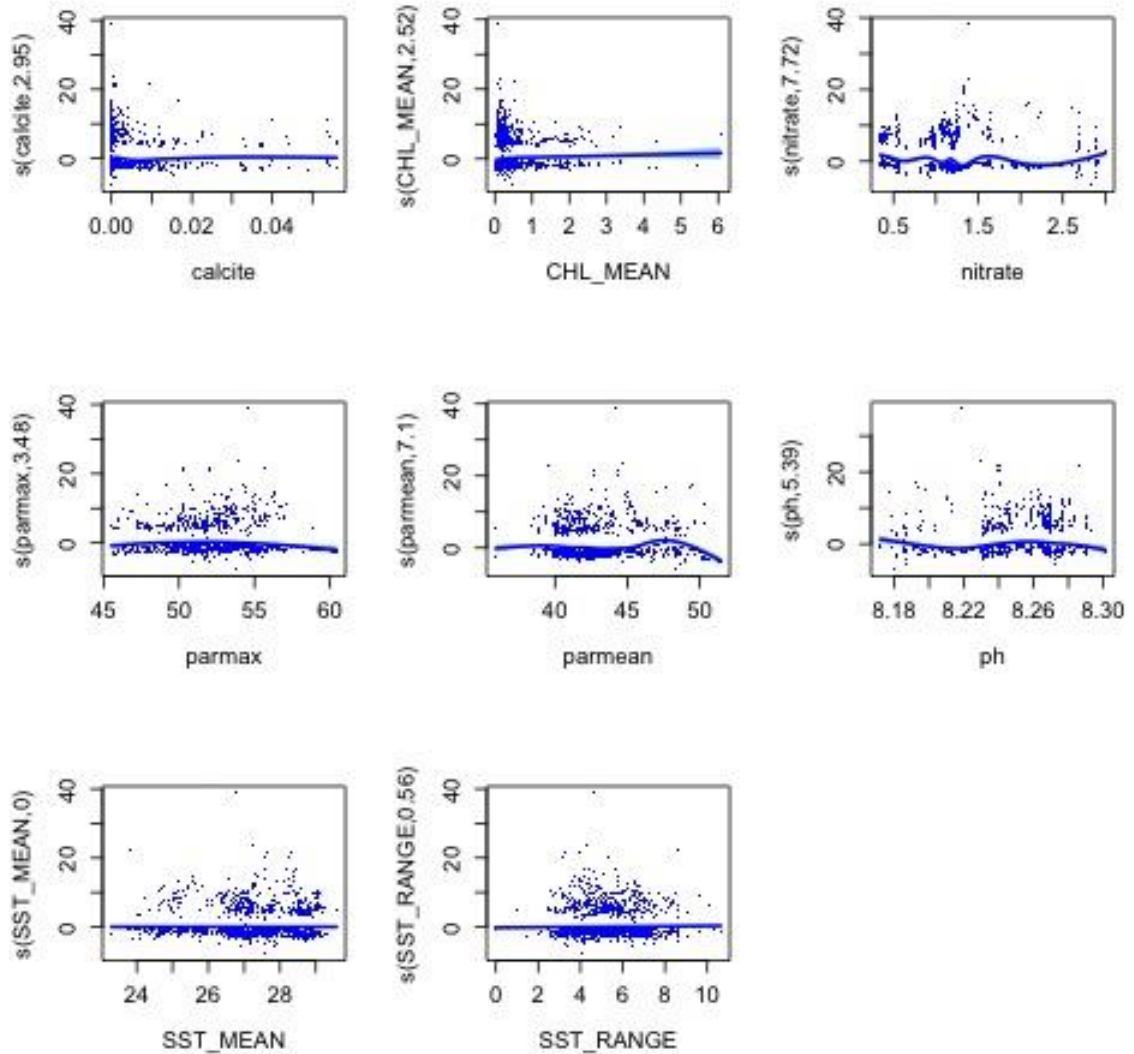 s(calcite,2.95)
40
20
0
0.00 0.02 0.04
calcite
s(CHL_MEAN,2.52)
40
20
0
0 1 2 3 4 5 6
CHL_MEAN
s(nitrate,7.72)
40
20
0
0.5 1.5 2.5
nitrate
s(parmax,3.48)
40
20
0
45 50 55 60
parmax
s(parmean,7.1)
40
20
0
40 45 50
parmean
s(ph,5.39)
20
0
8.18 8.22 8.26 8.30
ph
s(SST_MEAN,0)
40
20
0
24 26 28
SST_MEAN
s(SST_RANGE,0.56)
40
20
0
0 2 4 6 8 10
SST_RANGE